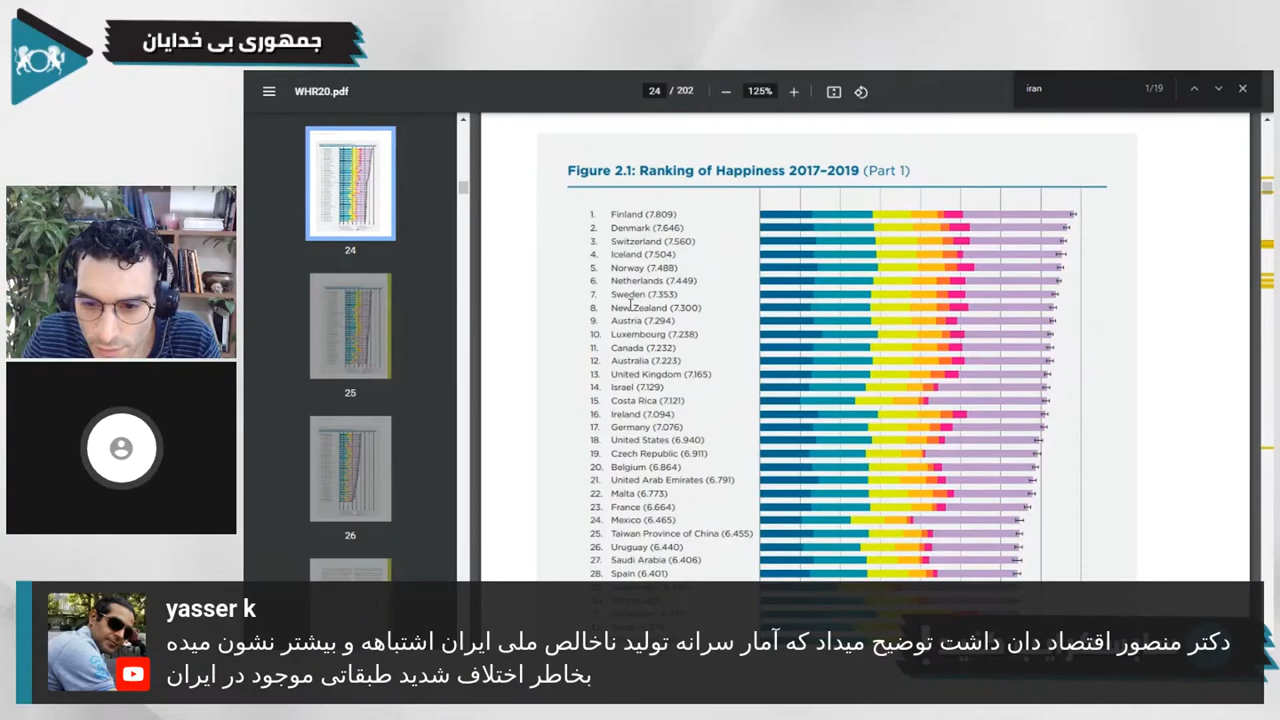 جمهوری بی خدایان
WHR20.pdf
24 / 202
125%
iran
1/19
24
25
26
Figure 2.1: Ranking of Happiness 2017–2019 (Part 1)
1. Finland (7.809)
2. Denmark (7.646)
3. Switzerland (7.560)
4. Iceland (7.504)
5. Norway (7.488)
6. Netherlands (7.449)
7. Sweden (7.353)
8. New Zealand (7.300)
9. Austria (7.294)
10. Luxembourg (7.238)
11. Canada (7.232)
12. Australia (7.223)
13. United Kingdom (7.165)
14. Israel (7.129)
15. Costa Rica (7.121)
16. Ireland (7.094)
17. Germany (7.076)
18. United States (6.940)
19. Czech Republic (6.911)
20. Belgium (6.864)
21. United Arab Emirates (6.791)
22. Malta (6.773)
23. France (6.664)
24. Mexico (6.465)
25. Taiwan Province of China (6.455)
26. Uruguay (6.440)
27. Saudi Arabia (6.406)
28. Spain (6.401)
yasser k
دکتر منصور اقتصاد دان داشت توضیح میداد که آمار سرانه تولید ناخالص ملی ایران اشتباهه و بیشتر نشون میده
بخاطر اختلاف شدید طبقاتی موجود در ایران